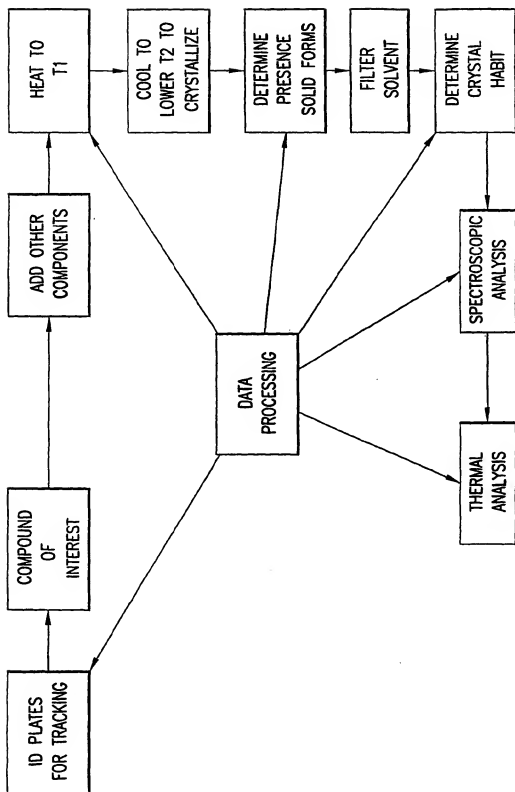 ID PLATES
FOR TRACKING
COMPOUND
OF
INTEREST
ADD OTHER
COMPONENTS
HEAT TO
T1
COOL TO
LOWER T2 TO
CRYSTALLIZE
DETERMINE
PRESENCE
SOLID FORMS
FILTER
SOLVENT
DETERMINE
CRYSTAL
HABIT
SPECTROSCOPIC
ANALYSIS
THERMAL
ANALYSIS
DATA
PROCESSING